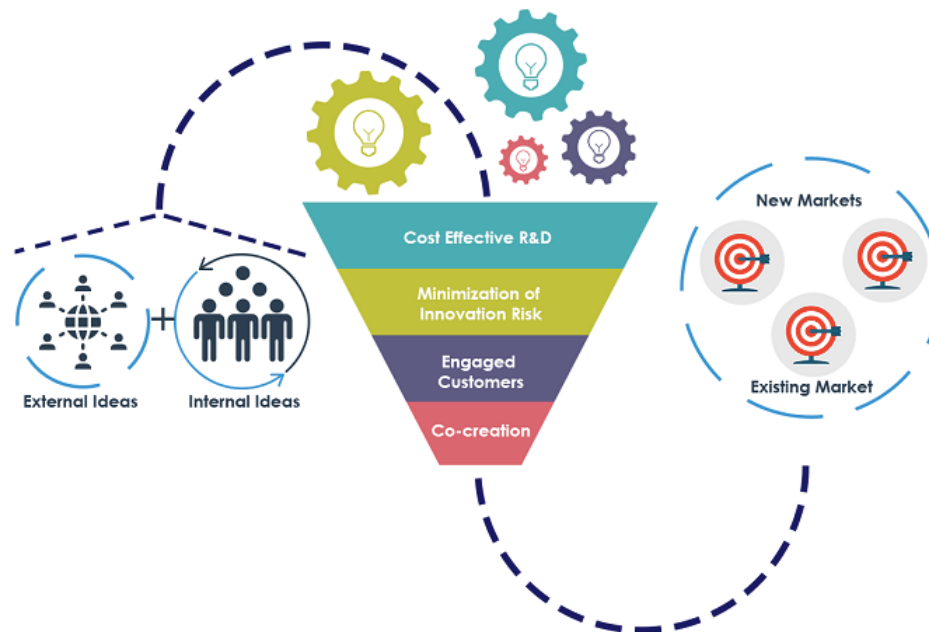 External Ideas
Internal Ideas
Cost Effective R&D
Minimization of
Innovation Risk
Engaged
Customers
Co-creation
New Markets
Existing Market